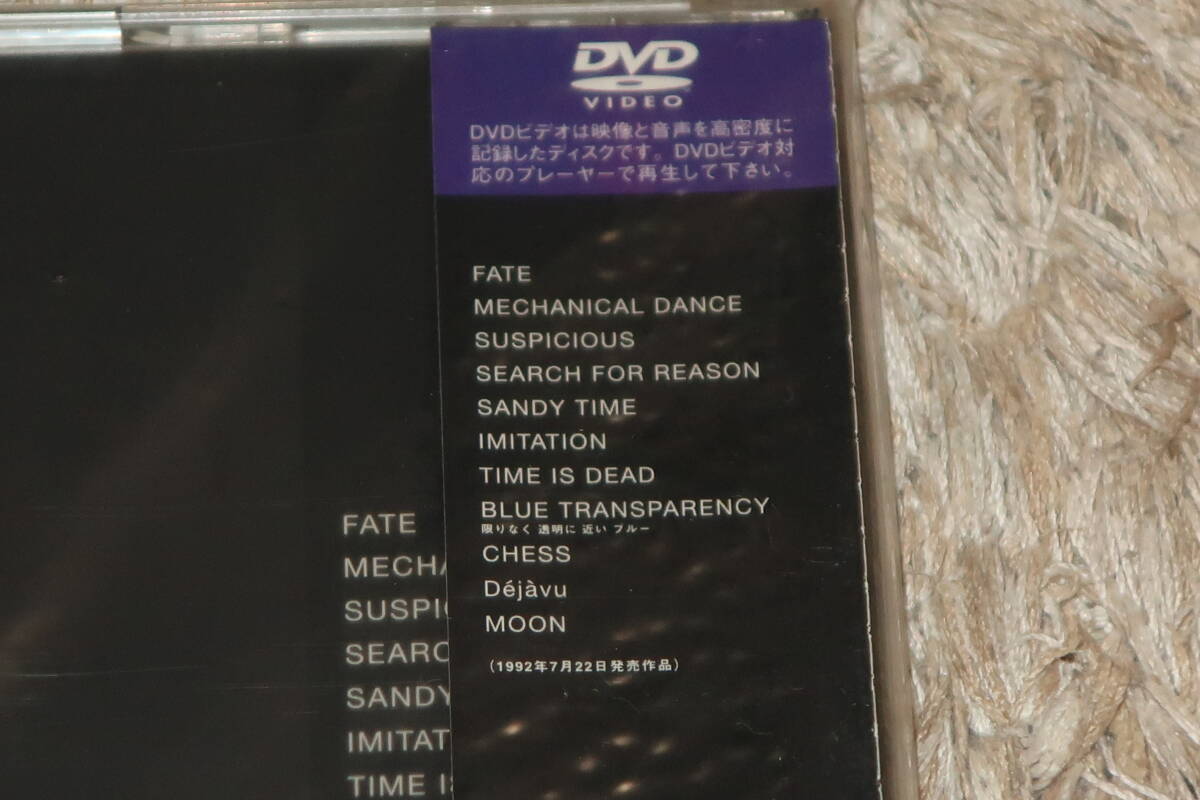 DVD
VIDEO
DVDビデオは映像と音声を高密度に
記録したディスクです。DVDビデオ対
応のプレーヤーで再生して下さい。
FATE
MECHANICAL DANCE
SUSPICIOUS
SEARCH FOR REASON
SANDY TIME
IMITATION
TIME IS DEAD
BLUE TRANSPARENCY
限りなく 透明に 近い ブルー
CHESS
Déjàvu
MOON
(1992年7月22日発売作品)
FATE
MECHA
SUSPIC
SEARC
SANDY
IMITAT
TIME IS